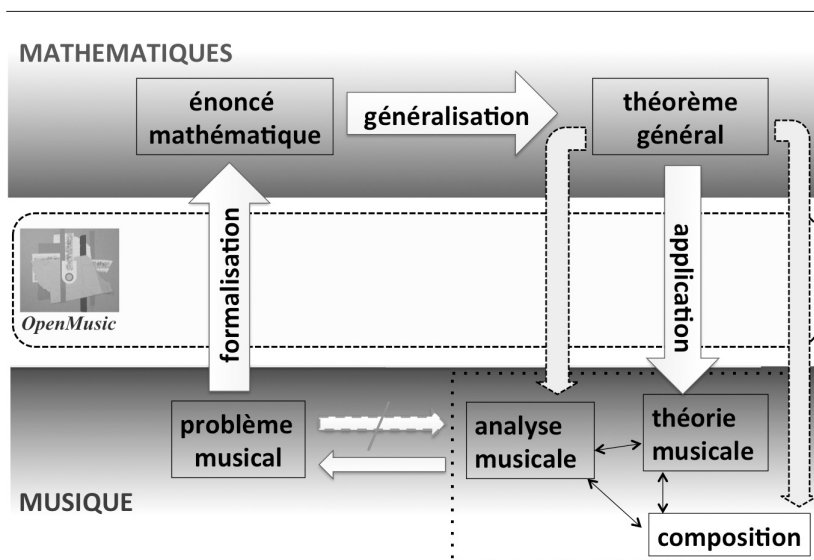 MATHEMATIQUES
énoncé
mathématique
généralisation
théorème
général
formalisation
application
OpenMusic
problème
musical
analyse
musicale
théorie
musicale
MUSIQUE
composition